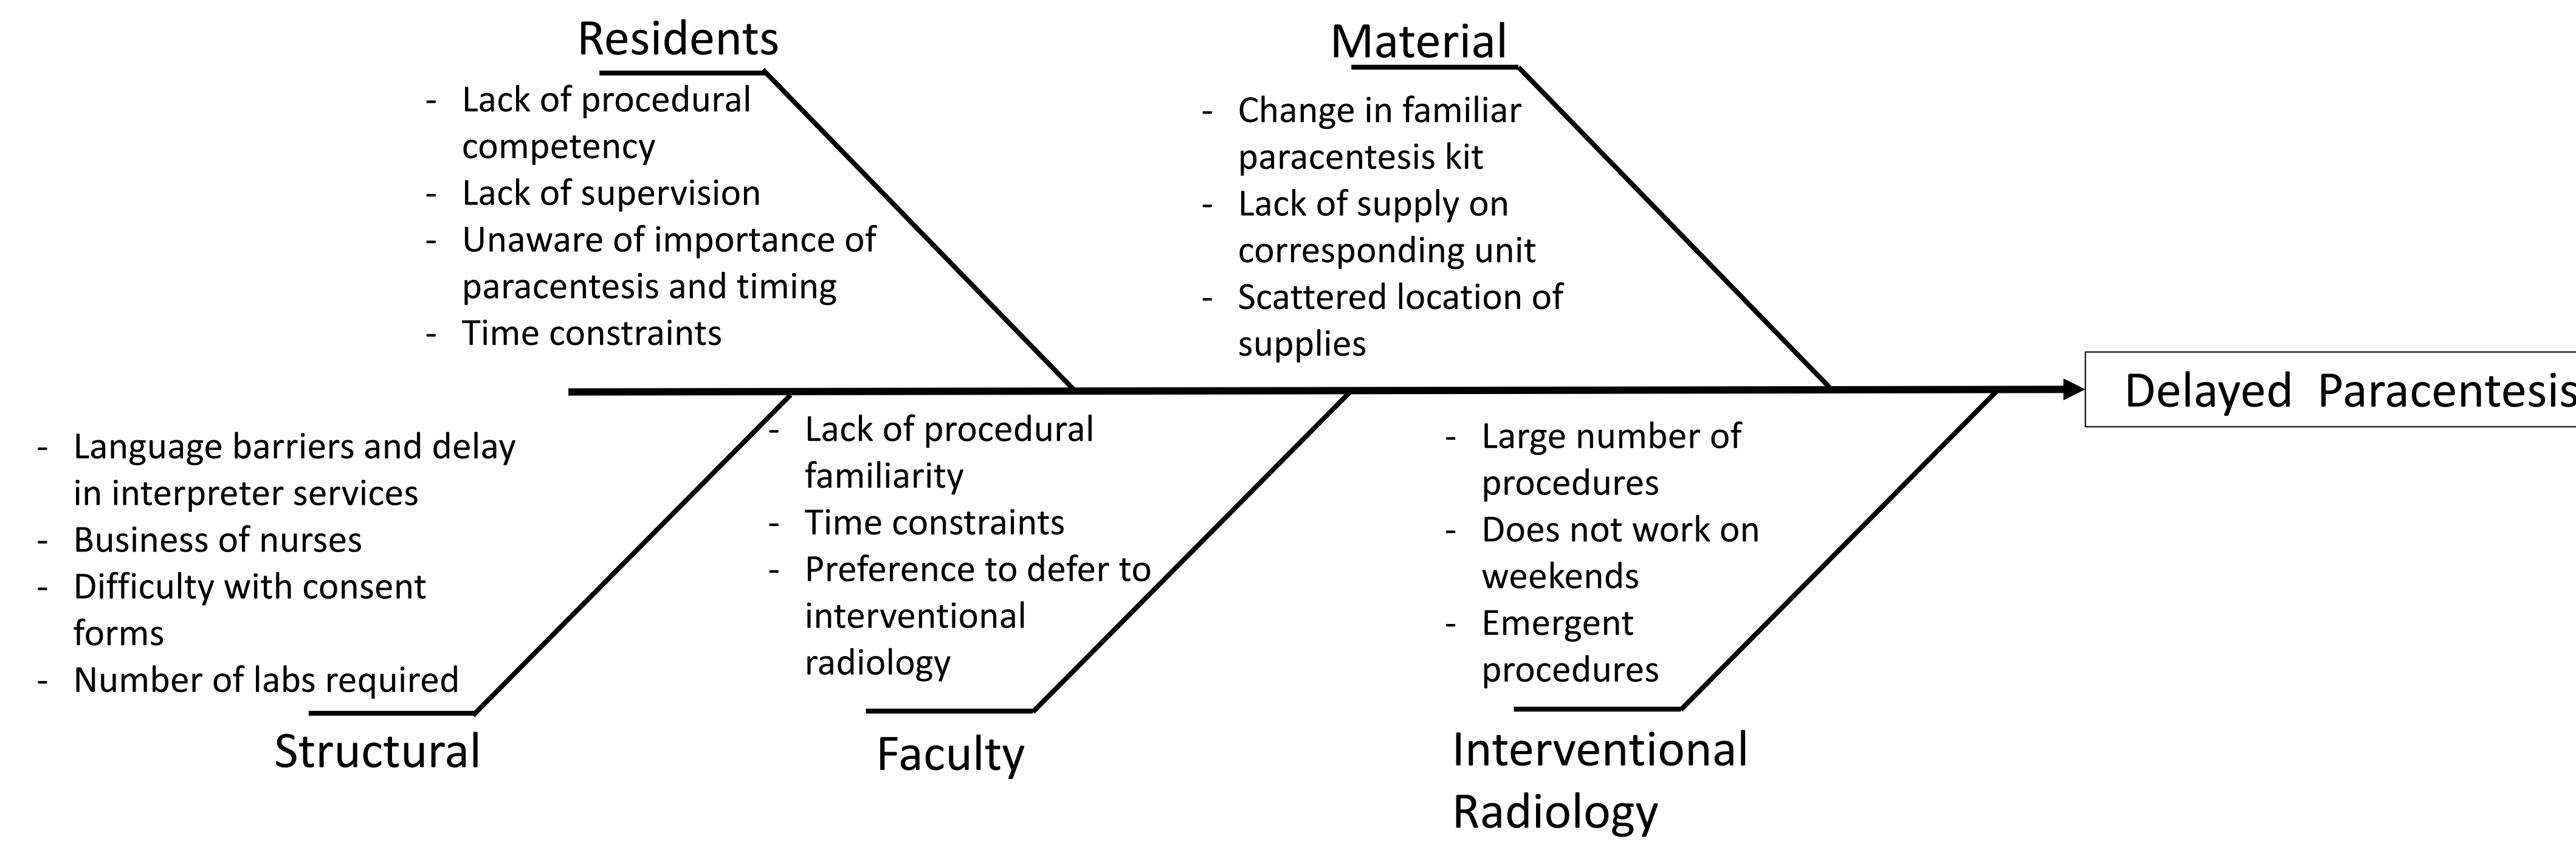 Residents
- Lack of procedural
competency
- Lack of supervision
- Unaware of importance of
paracentesis and timing
- Time constraints
Material
- Change in familiar
paracentesis kit
- Lack of supply on
corresponding unit
- Scattered location of
supplies
Delayed Paracentesis
- Language barriers and delay
in interpreter services
- Business of nurses
- Difficulty with consent
forms
- Number of labs required
Structural
- Lack of procedural
familiarity
- Time constraints
- Preference to defer to
interventional
radiology
Faculty
- Large number of
procedures
- Does not work on
weekends
- Emergent
procedures
Interventional
Radiology